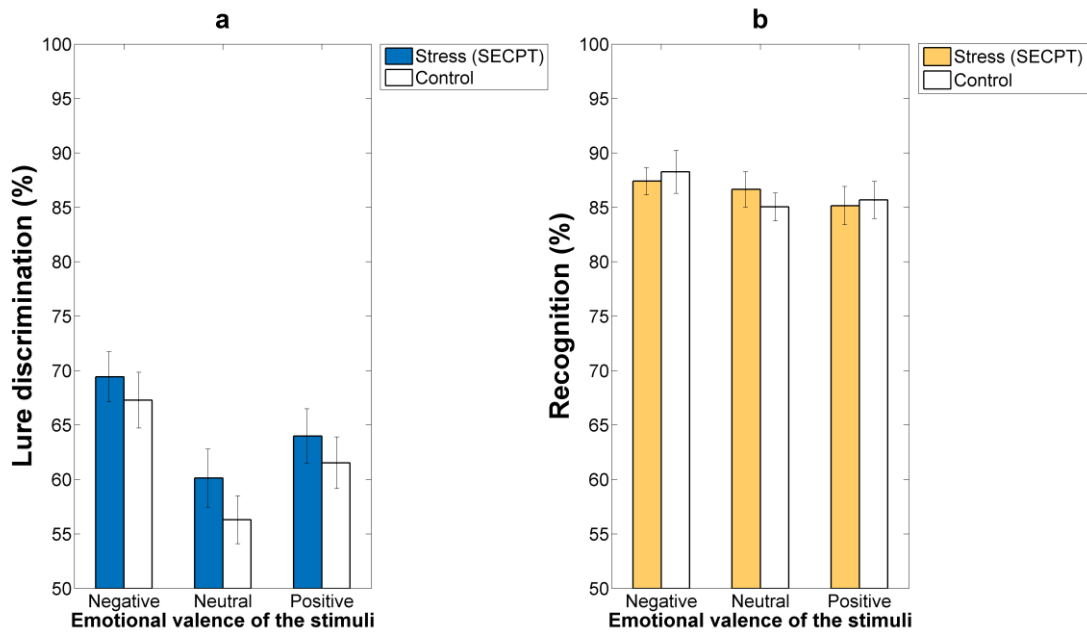 a
Stress (SECPT)
Control
Lure discrimination (%)
100
95
90
85
80
75
70
65
60
55
50
Negative Neutral Positive
Emotional valence of the stimuli
b
Stress (SECPT)
Control
Recognition (%)
100
95
90
85
80
75
70
65
60
55
50
Negative Neutral Positive
Emotional valence of the stimuli